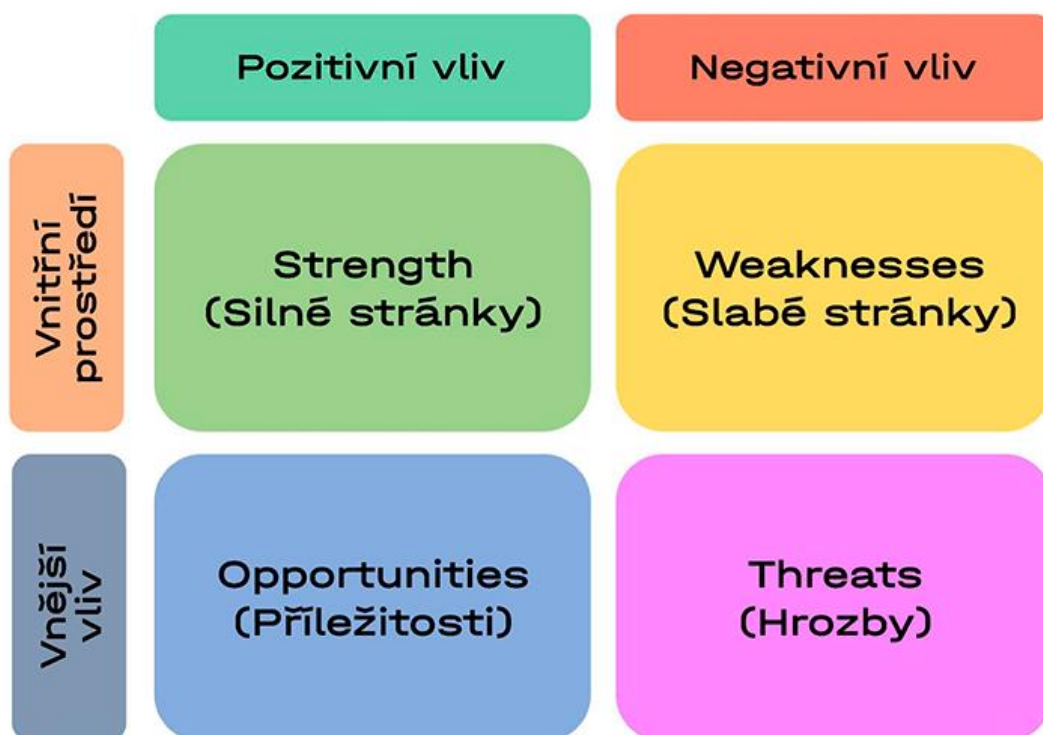 Pozitivní vliv
Negativní vliv
Vnitřní
prostředí
Strength
(Silné stránky)
Weaknesses
(Slabé stránky)
Vnější
vliv
Opportunities
(Příležitosti)
Threats
(Hrozby)